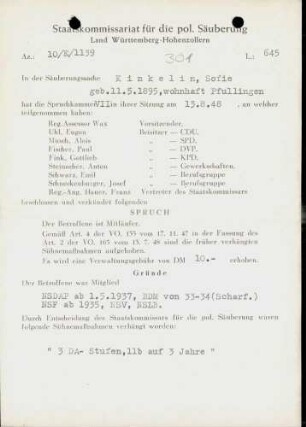 Staatskommissariat für die pol. Säuberung
Land Württemberg-Hohenzollern
Az.: 10/K/1139
301
L: 645
In der Säuberungssache K i n k e l i n, Sofie
geb.11.5.1895,wohnhaft Pfullingen
hat die Spruchkammer VII in ihrer Sitzung am 13.8.48 , an welcher
teilgenommen haben:
Reg.Assessor Wax Vorsitzender,
Ukl, Eugen Beisitzer — CDU,
Musch, Alois „ — SPD,
Fischer, Paul „ — DVP,
Fink, Gottlieb „ — KPD,
Sternacher, Anton „ — Gewerkschaften,
Schwarz, Emil „ — Berufsgruppe
Schneckenburger, Josef „ — Berufsgruppe
Reg.-Ang. Heuer, Franz Vertreter des Staatskommissars
beschlossen und verkündet folgenden
SPRUCH
Der Betroffene ist Mitläufer.
Gemäß Art. 4 der VO. 133 vom 17. 11. 47 in der Fassung des
Art. 2 der VO. 165 vom 13. 7. 48 sind die früher verhängten
Sühnemaßnahmen aufgehoben.
Es wird eine Verwaltungsgebühr von DM 10.- erhoben.
Gründe
Der Betroffene war Mitglied
NSDAP ab 1.5.1937, BDM von 33-34(Scharf.)
NSF ab 1935, NSV, NSLB.
Durch Entscheidung des Staatskommissars für die pol. Säuberung waren
folgende Sühnemaßnahmen verhängt worden:
" 3 DA- Stufen,11b auf 3 Jahre "